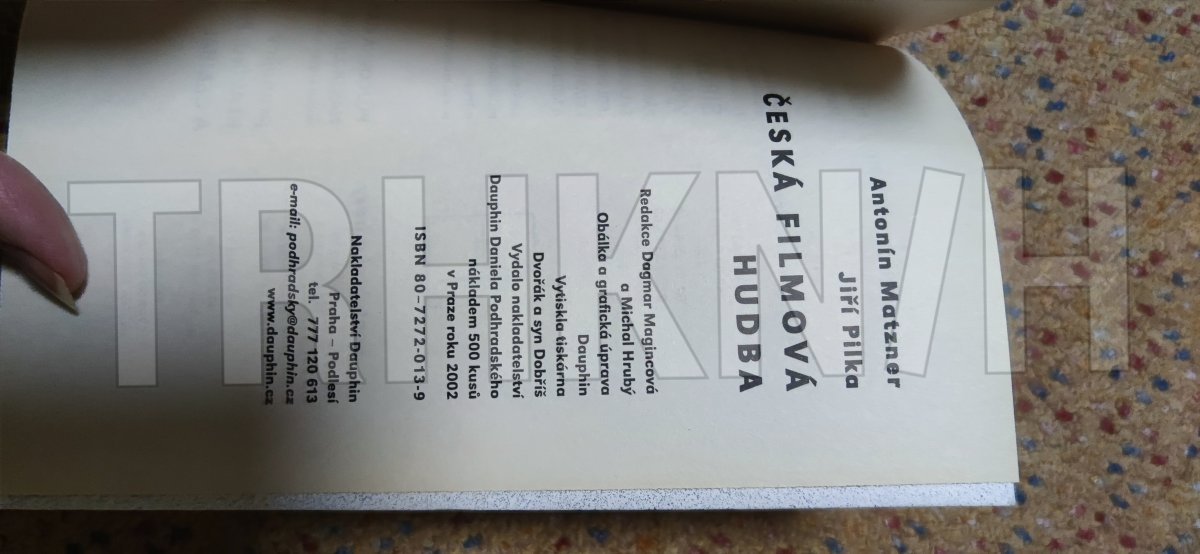 Antonín Matzner
Jiří Pilka
ČESKÁ FILMOVÁ
HUDBA
Redakce Dagmar Magincová
a Michal Hrubý
Obálka a grafická úprava
Dauphin
Vytiskla tiskárna
Dvořák a syn Dobříš
Vydalo nakladatelství
Dauphin Daniela Podhradského
nákladem 500 kusů
v Praze roku 2002
ISBN 80-7272-013-9
Nakladatelství Dauphin
Praha – Podlesí
tel. 777 120 613
e-mail: podhradsky@dauphin.cz
www.dauphin.cz
TRHKNIH